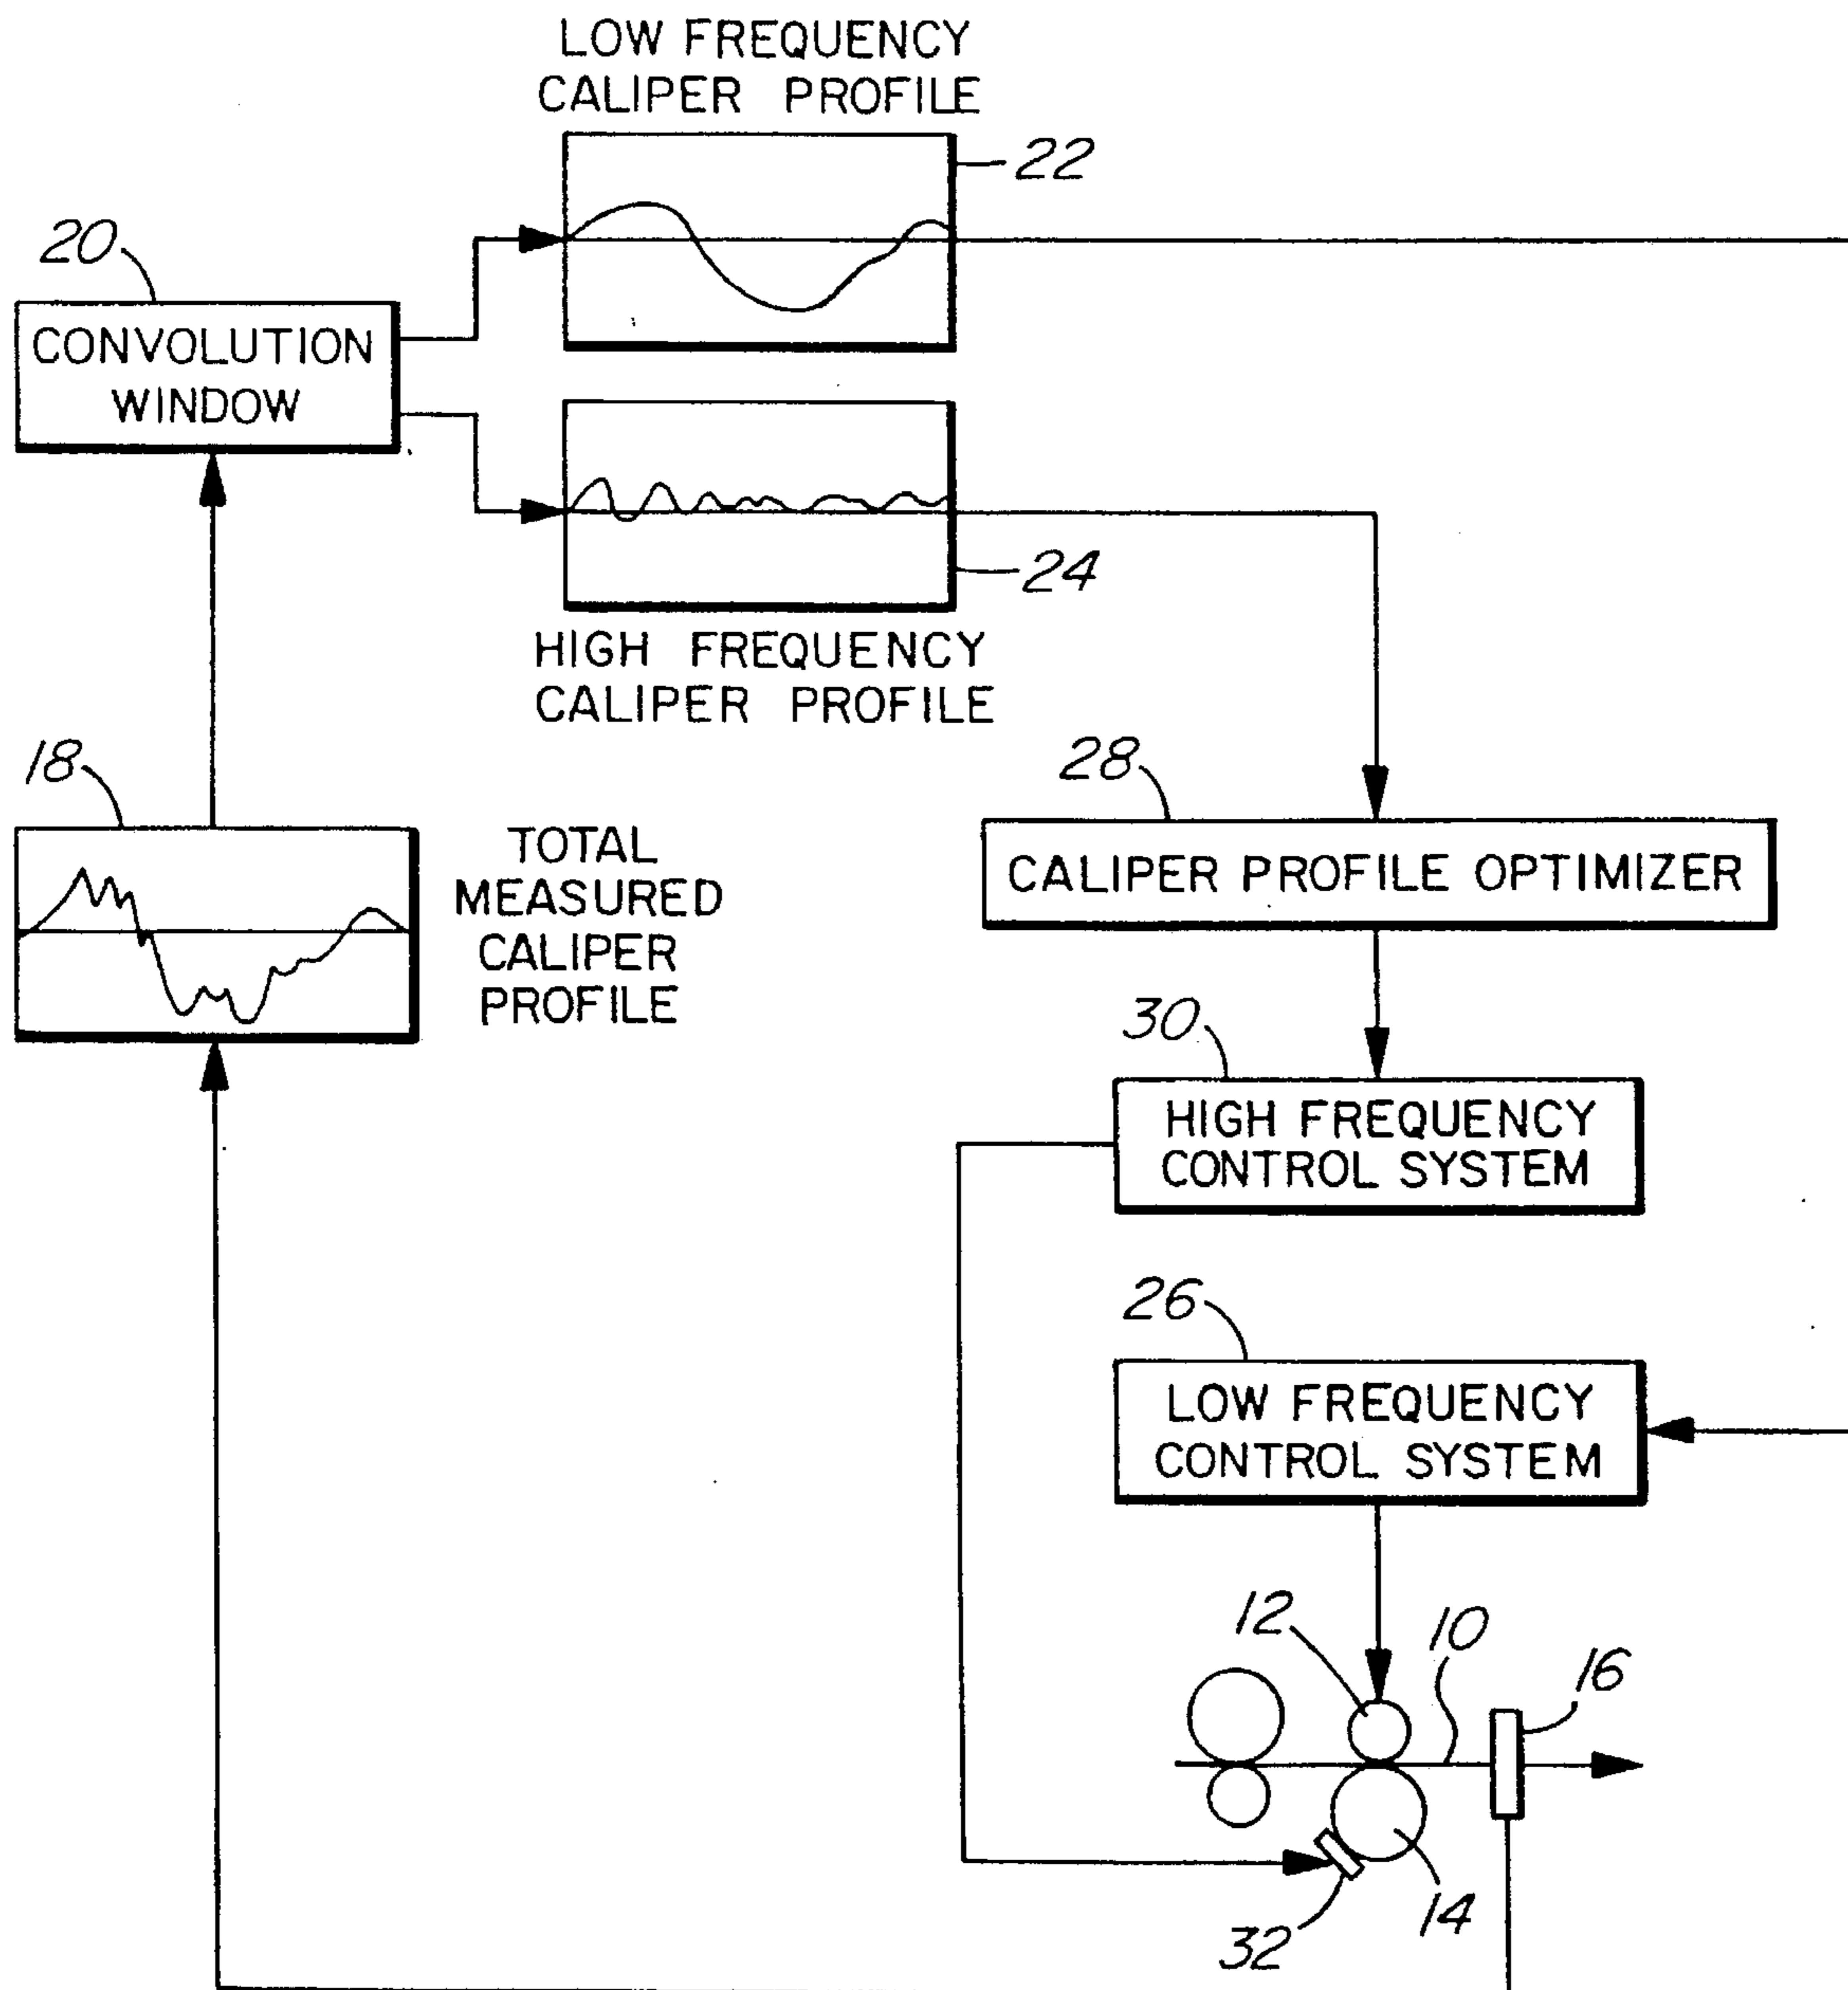 LOW FREQUENCY
CALIPER PROFILE
22
20
CONVOLUTION
WINDOW
24
HIGH FREQUENCY
CALIPER PROFILE
18
TOTAL
MEASURED
CALIPER
PROFILE
28
CALIPER PROFILE OPTIMIZER
30
HIGH FREQUENCY
CONTROL SYSTEM
26
LOW FREQUENCY
CONTROL SYSTEM
12
10
16
14
32